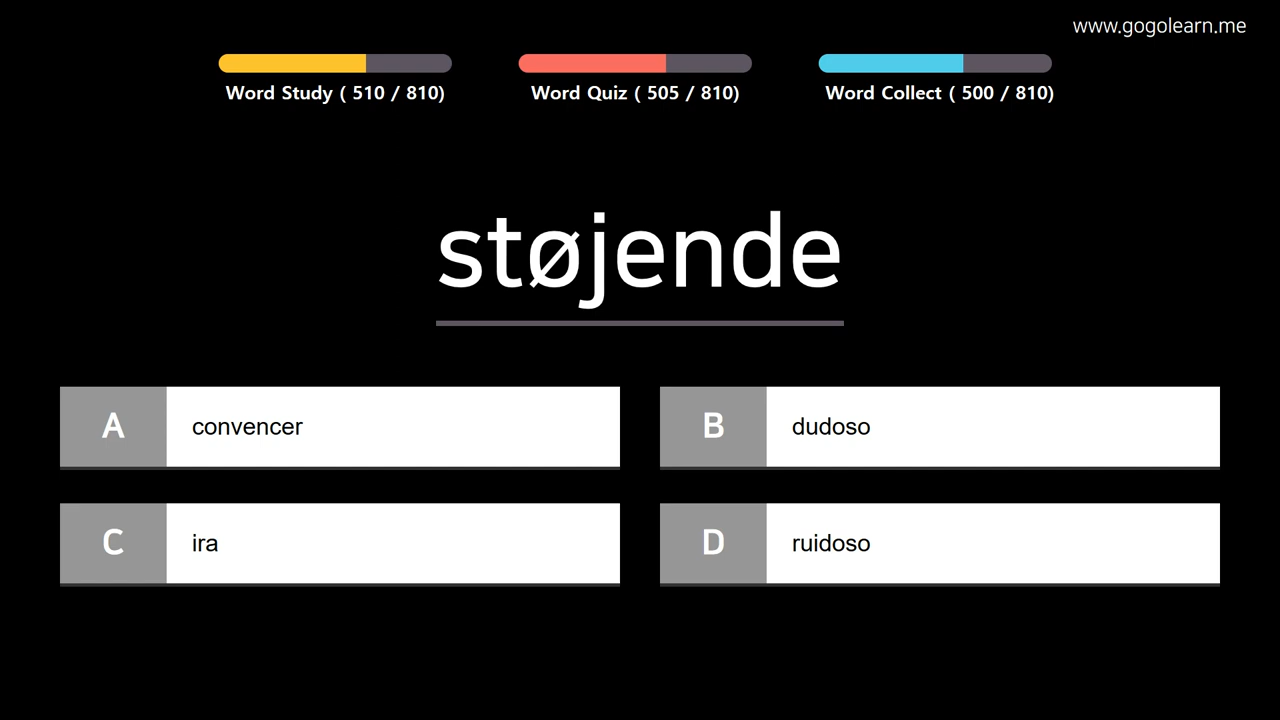 www.gogolearn.me
Word Study ( 510 / 810)
Word Quiz ( 505 / 810)
Word Collect ( 500 / 810)
støjende
A convencer
B dudoso
C ira
D ruidoso